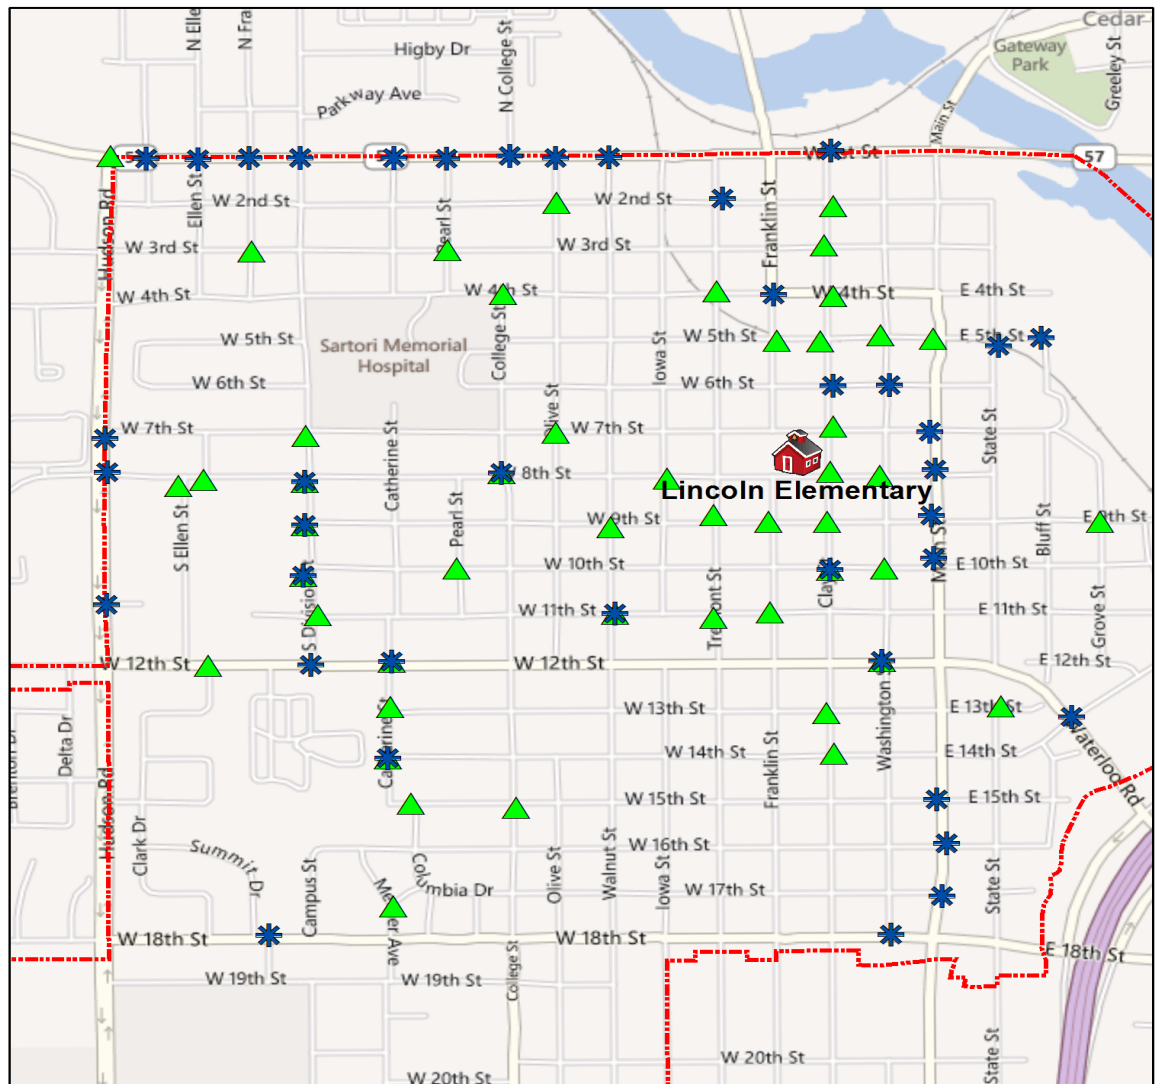 Cedar
N Elle
N Fra
Higby Dr
N College St
Gateway
Park
Greeley St
Parkway Ave
Main St
57
Ellen St
W 2nd St
W 2nd St
Hudson Rd
Franklin St
W 3rd St
W 3rd St
W 4th St
E 4th St
W 5th St
W 5th St
E 5th St
College St
Iowa St
Sartori Memorial
Hospital
W 6th St
W 6th St
W 7th St
W 7th St
Olive St
State St
Catherine St
8th St
Lincoln Elementary
Pearl St
S Ellen St
W 9th St
E 9th St
Bluff St
W 10th St
E 10th St
S Division St
Tremont St
W 11th St
E 11th St
Grove St
W 12th St
W 12th St
E 12th St
W 13th St
E 13th St
Delta Dr
Catherine St
Washington St
W 14th St
E 14th St
Franklin St
Waterloo Rd
Hudson Rd
W 15th St
E 15th St
Clark Dr
Summit Dr
W 16th St
Campus St
Columbia Dr
Olive St
Walnut St
Iowa St
W 17th St
State St
W 18th St
W 18th St
E 18th St
W 19th St
W 19th St
College St
W 20th St
W 20th St
State St